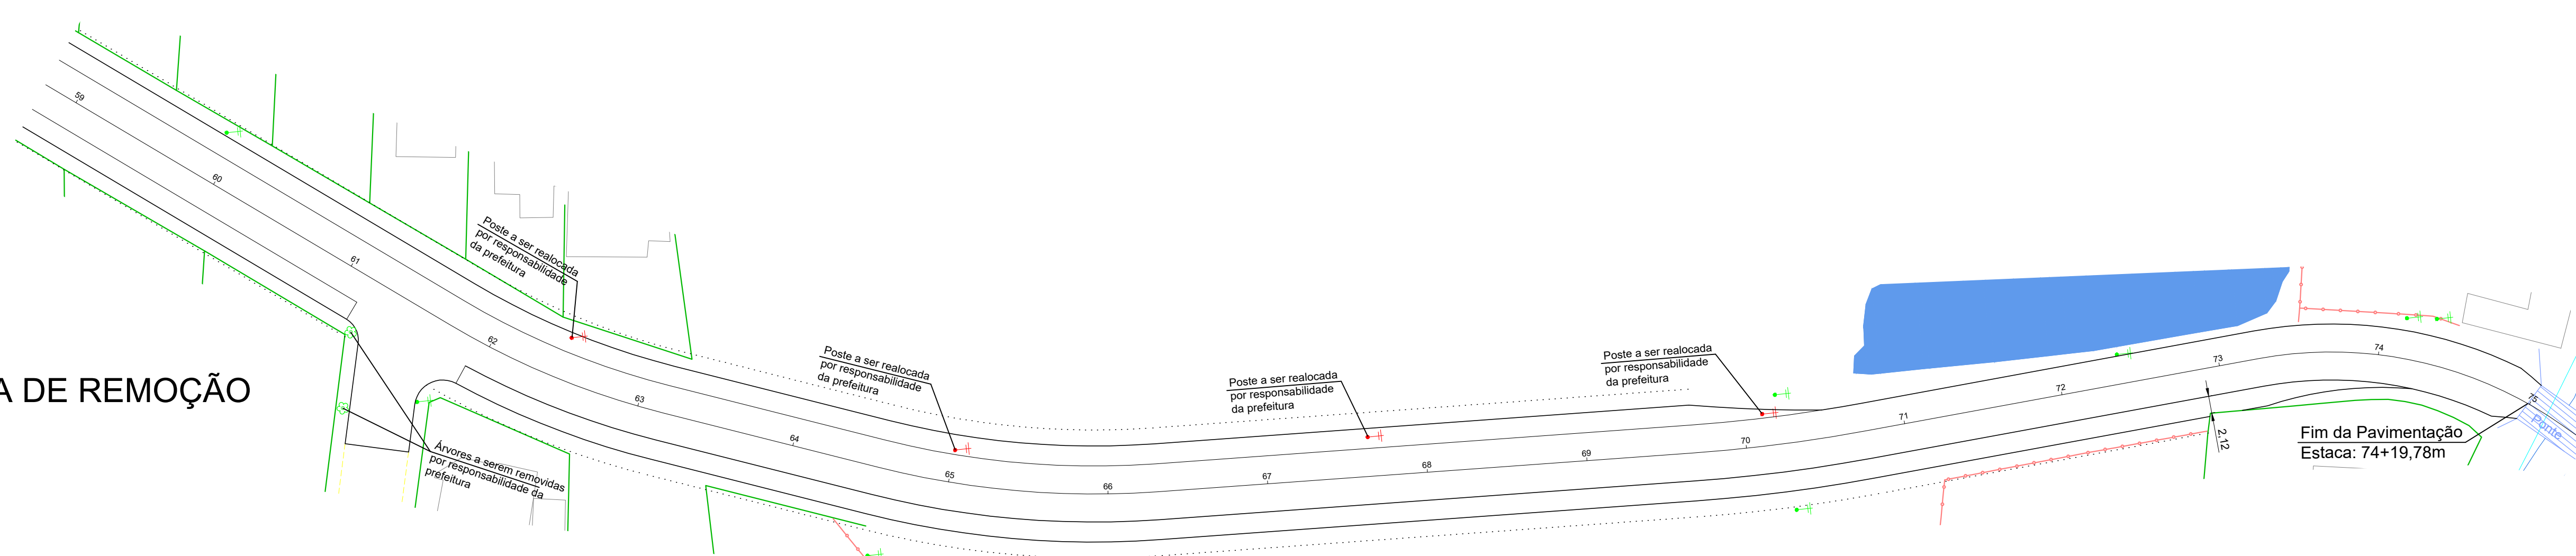 59
60
61
62
63
64
65
66
67
68
69
70
71
72
73
74
75
Poste a ser realocada
por responsabilidade
da prefeitura
Poste a ser realocada
por responsabilidade
da prefeitura
Poste a ser realocada
por responsabilidade
da prefeitura
Poste a ser realocada
por responsabilidade
da prefeitura
A DE REMOÇÃO
Árvores a serem removidas
por responsabilidade da
prefeitura
2,12
Fim da Pavimentação
Estaca: 74+19,78m
Ponte